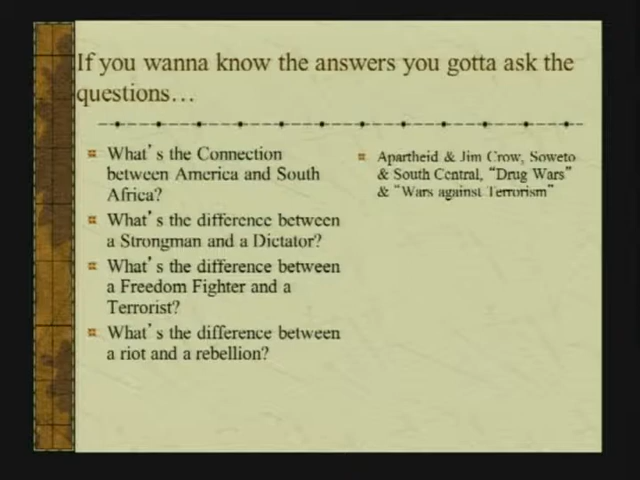 If you wanna know the answers you gotta ask the
questions…
What's the Connection
between America and South
Africa?
What's the difference between
a Strongman and a Dictator?
What's the difference between
a Freedom Fighter and a
Terrorist?
What's the difference between
a riot and a rebellion?
Apartheid & Jim Crow, Soweto
& South Central, “Drug Wars”
& “Wars against Terrorism”